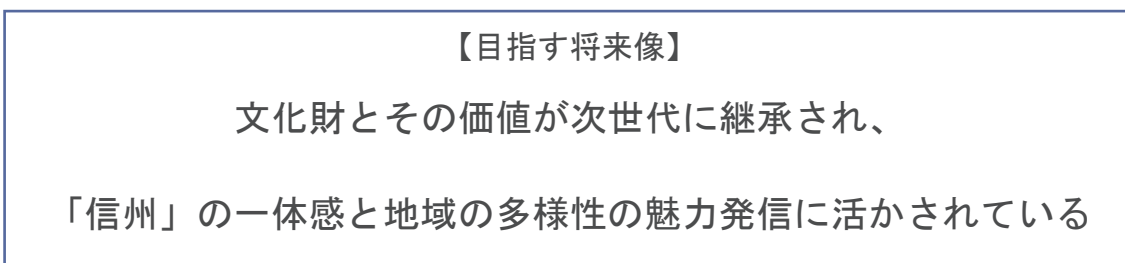 【目指す将来像】
文化財とその価値が次世代に継承され、
「信州」の一体感と地域の多様性の魅力発信に活かされている